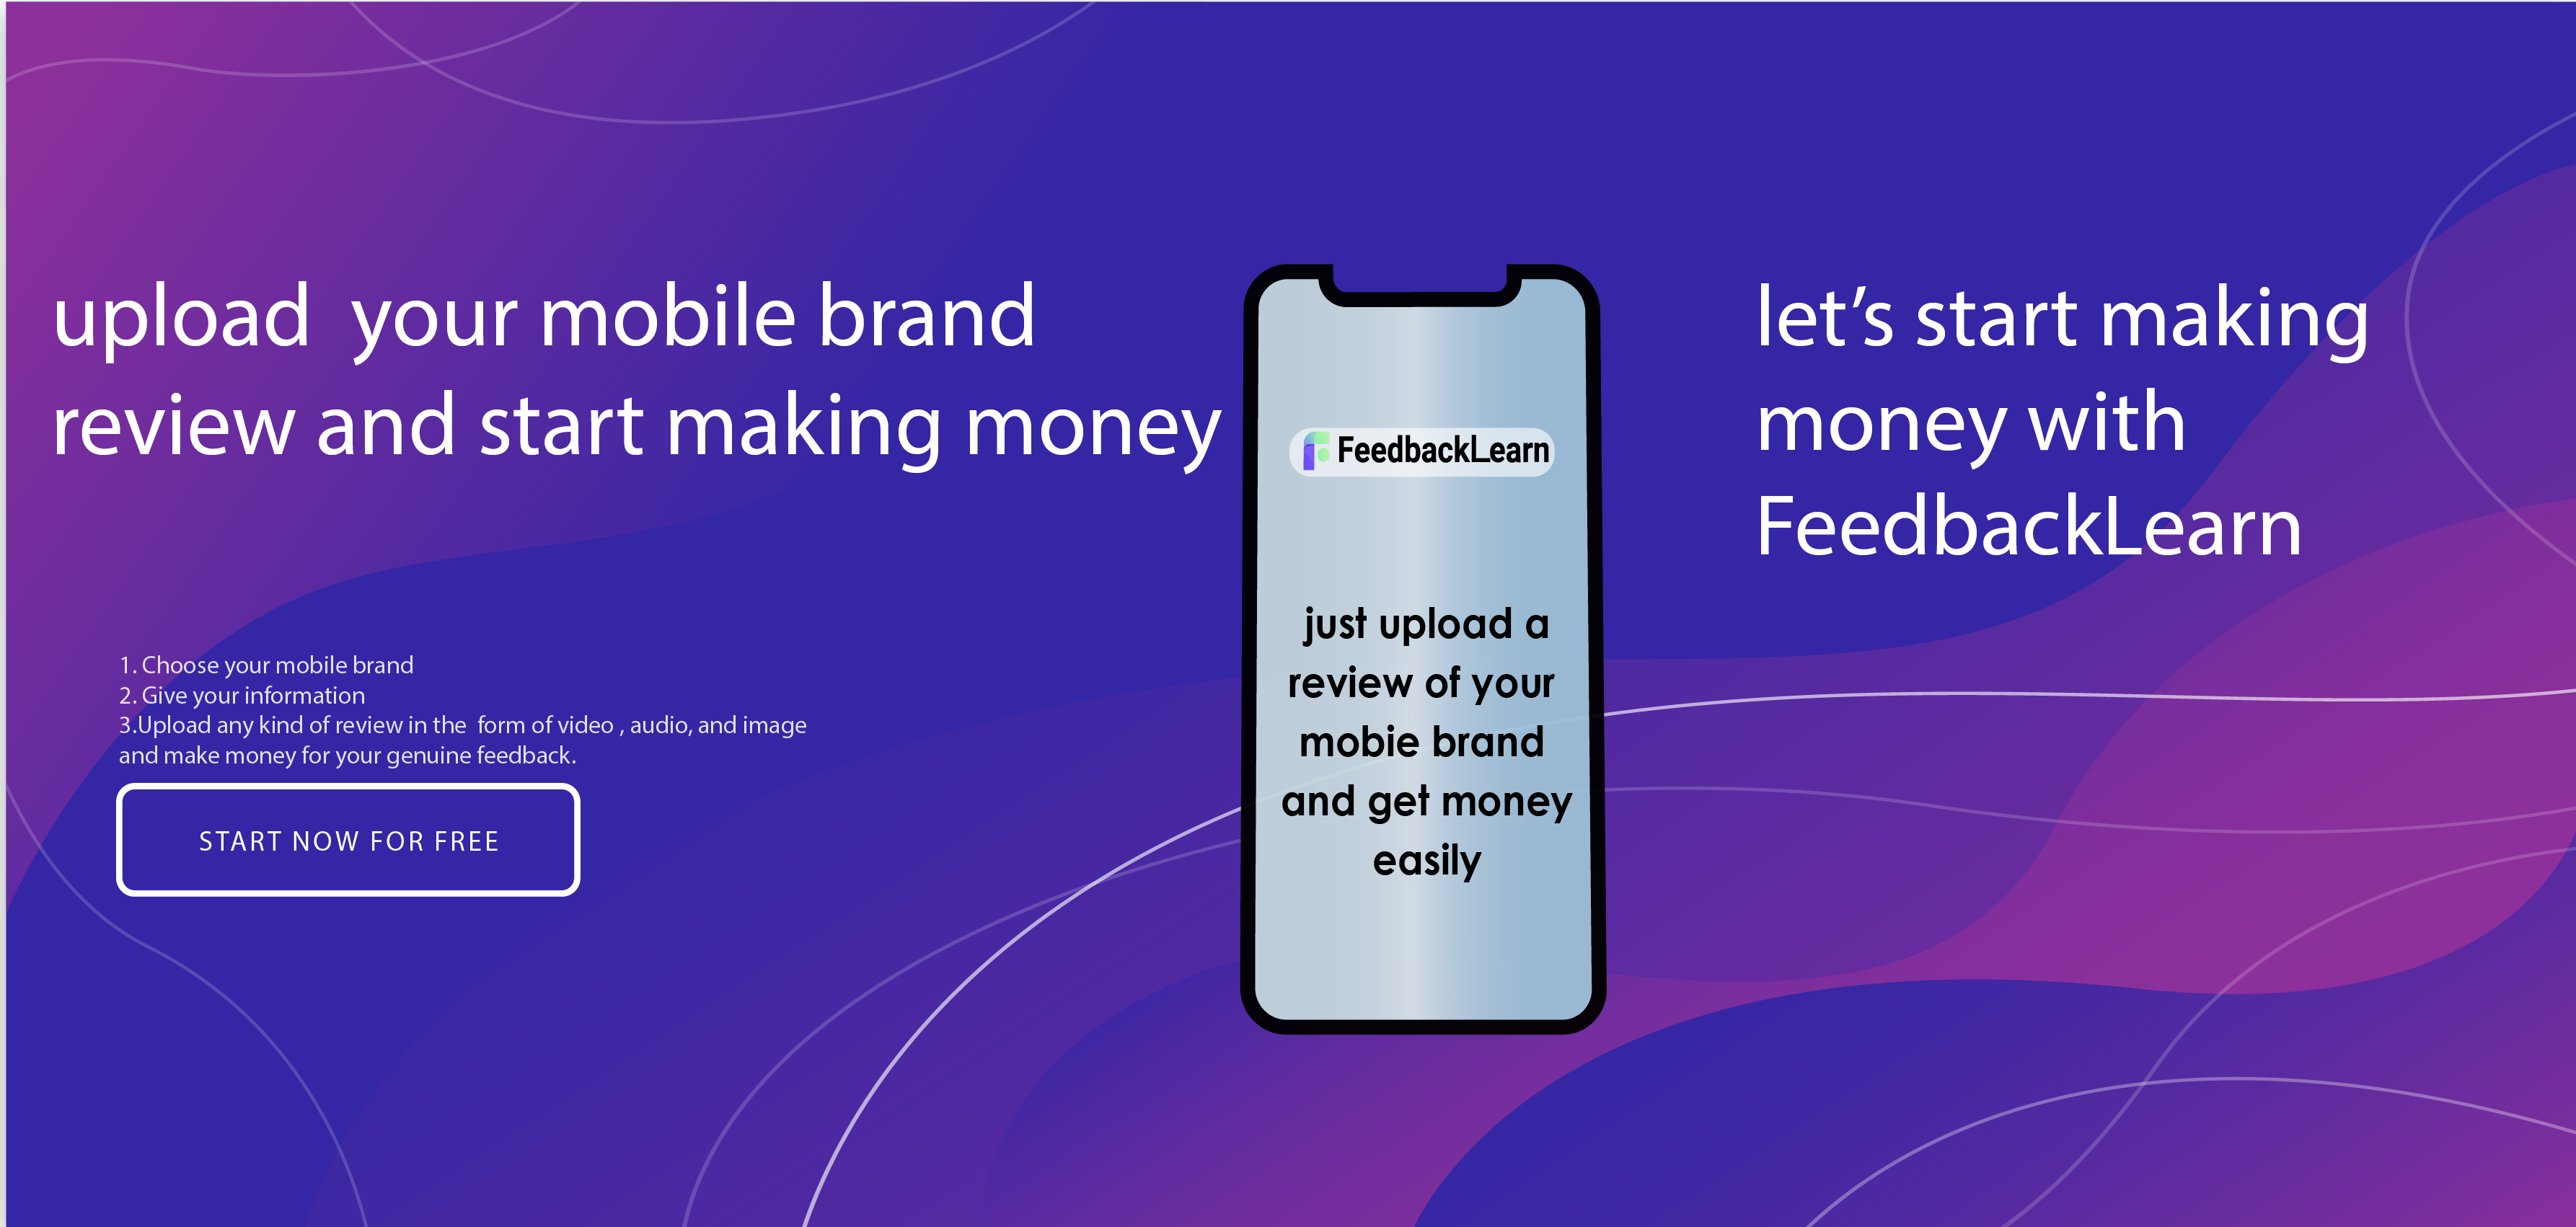 upload  your mobile brand
review and start making money
1. Choose your mobile brand
2. Give your information
3.Upload any kind of review in the  form of video , audio, and image
and make money for your genuine feedback.
START NOW FOR FREE
FeedbackLearn
just upload a
review of your
mobie brand
and get money
easily
let’s start making
money with
FeedbackLearn